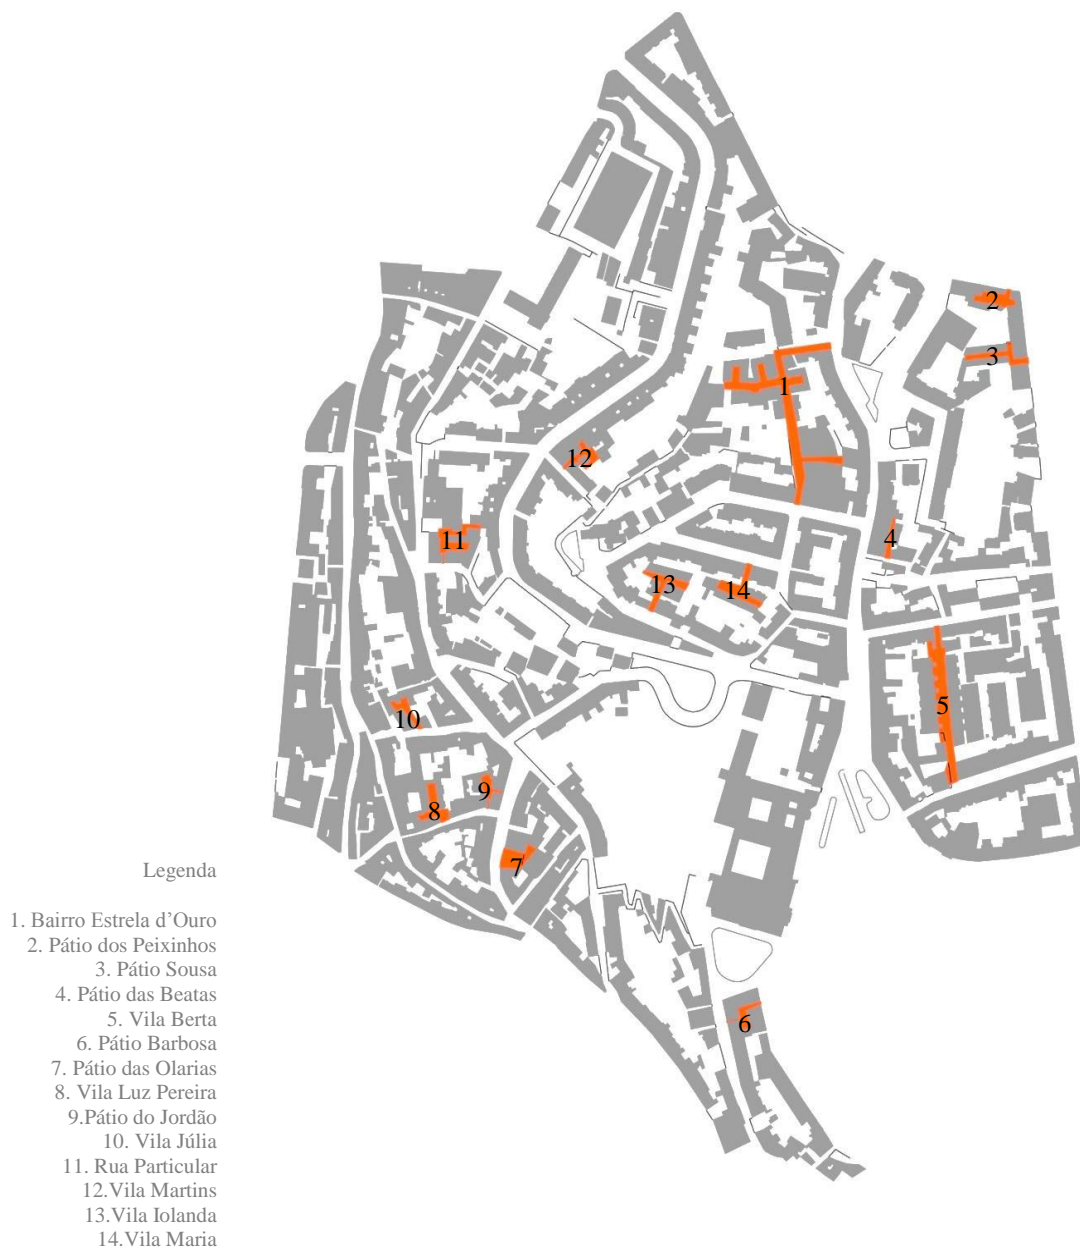 2
3
1
12
4
11
13
14
5
10
9
8
7
6
Legenda
1. Bairro Estrela d’Ouro
2. Pátio dos Peixinhos
3. Pátio Sousa
4. Pátio das Beatas
5. Vila Berta
6. Pátio Barbosa
7. Pátio das Olarias
8. Vila Luz Pereira
9.Pátio do Jordão
10. Vila Júlia
11. Rua Particular
12.Vila Martins
13.Vila Iolanda
14.Vila Maria